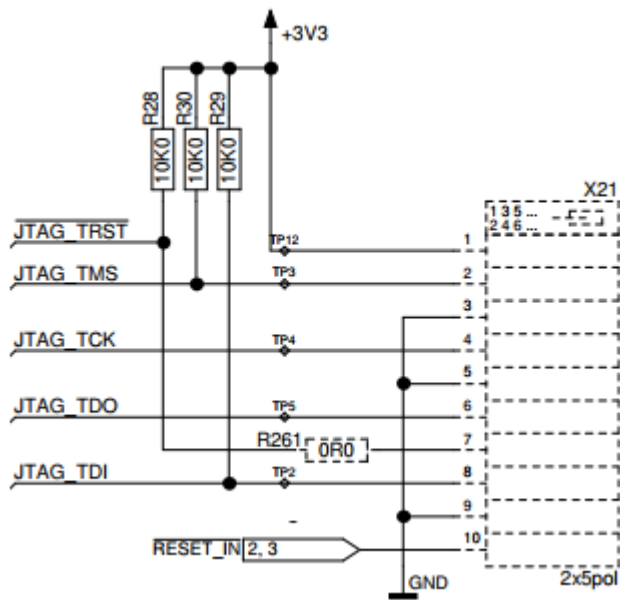 +3V3
R28
R30
R29
10K0
10K0
10K0
X21
1 3 5 ...
2 4 6 ...
JTAG_TRST
TP12
1
JTAG_TMS
TP3
2
3
JTAG_TCK
TP4
4
5
JTAG_TDO
TP5
6
R261
0R0
7
JTAG_TDI
TP2
8
9
RESET_IN 2, 3
10
GND
2x5pol